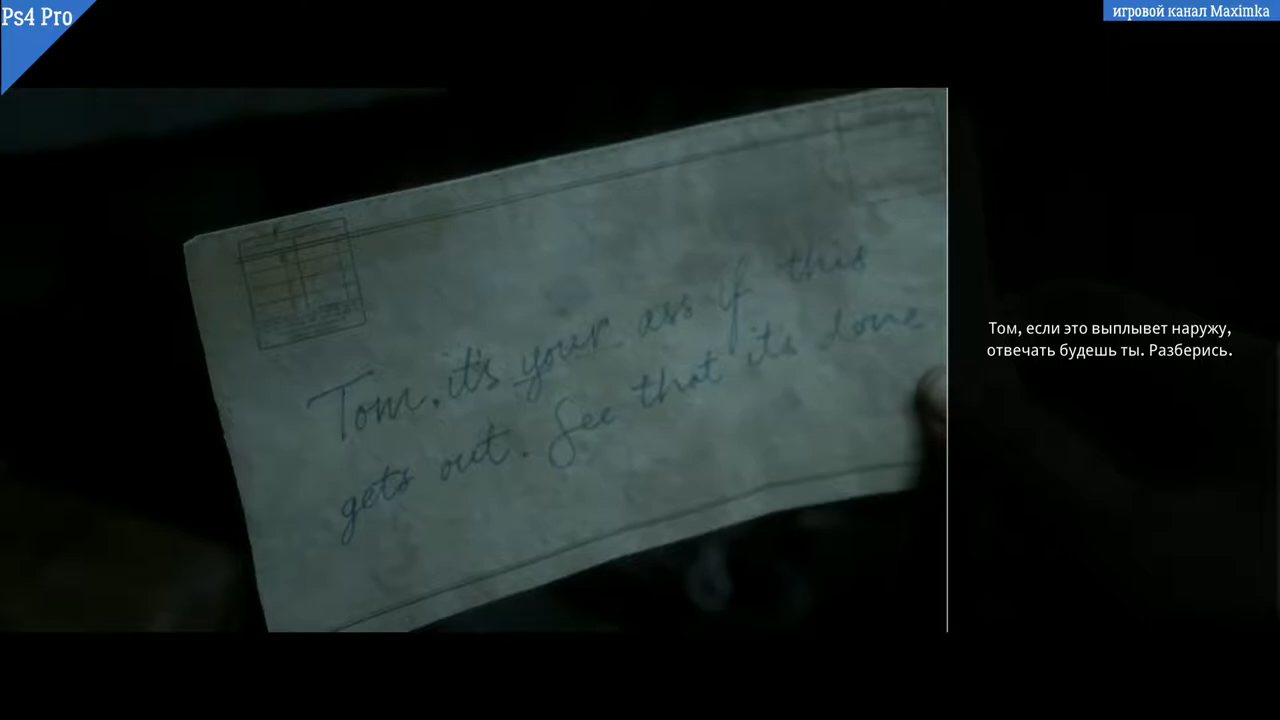 Ps4 Pro
игровой канал Maximka
Tom, it's your ass if this
gets out. See that it's done
Том, если это выплывет наружу,
отвечать будешь ты. Разберись.